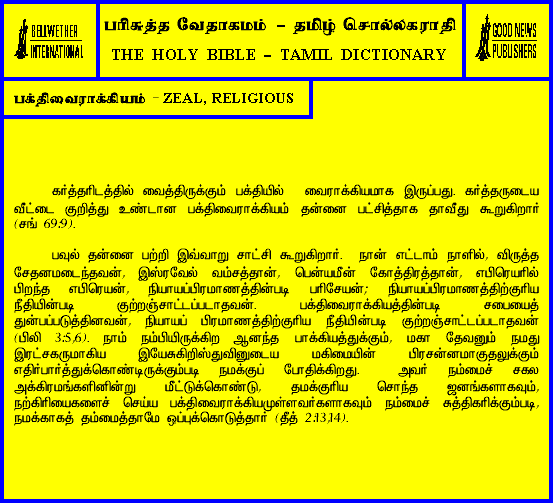 BELLWETHER
INTERNATIONAL
பரிசுத்த வேதாகமம் - தமிழ் சொல்லகராதி
THE HOLY BIBLE - TAMIL DICTIONARY
GOOD NEWS
PUBLISHERS
பக்திவைராக்கியம் - ZEAL, RELIGIOUS
கர்த்தரிடத்தில் வைத்திருக்கும் பக்தியில் வைராக்கியமாக இருப்பது. கர்த்தருடைய
வீட்டை குறித்து உண்டான பக்திவைராக்கியம் தன்னை பட்சித்தாக தாவீது கூறுகிறார்
(சங் 69:9).
பவுல் தன்னை பற்றி இவ்வாறு சாட்சி கூறுகிறார். நான் எட்டாம் நாளில், விருத்த
சேதனமடைந்தவன், இஸ்ரவேல் வம்சத்தான், பென்யமீன் கோத்திரத்தான், எபிரெயரில்
பிறந்த எபிரெயன், நியாயப்பிரமாணத்தின்படி பரிசேயன்; நியாயப்பிரமாணத்திற்குரிய
நீதியின்படி குற்றஞ்சாட்டப்படாதவன். பக்திவைராக்கியத்தின்படி சபையைத்
துன்பப்படுத்தினவன், நியாயப் பிரமாணத்திற்குரிய நீதியின்படி குற்றஞ்சாட்டப்படாதவன்
(பிலி 3:5,6). நாம் நம்பியிருக்கிற ஆனந்த பாக்கியத்துக்கும், மகா தேவனும் நமது
இரட்சகருமாகிய இயேசுகிறிஸ்துவினுடைய மகிமையின் பிரசன்னமாகுதலுக்கும்
எதிர்பார்த்துக்கொண்டிருக்கும்படி நமக்குப் போதிக்கிறது. அவர் நம்மைச் சகல
அக்கிரமங்களினின்று மீட்டுக்கொண்டு, தமக்குரிய சொந்த ஜனங்களாகவும்,
நற்கிரியைகளைச் செய்ய பக்திவைராக்கியமுள்ளவர்களாகவும் நம்மைச் சுத்திகரிக்கும்படி,
நமக்காகத் தம்மைத்தாமே ஒப்புக்கொடுத்தார் (தீத் 2:13,14).